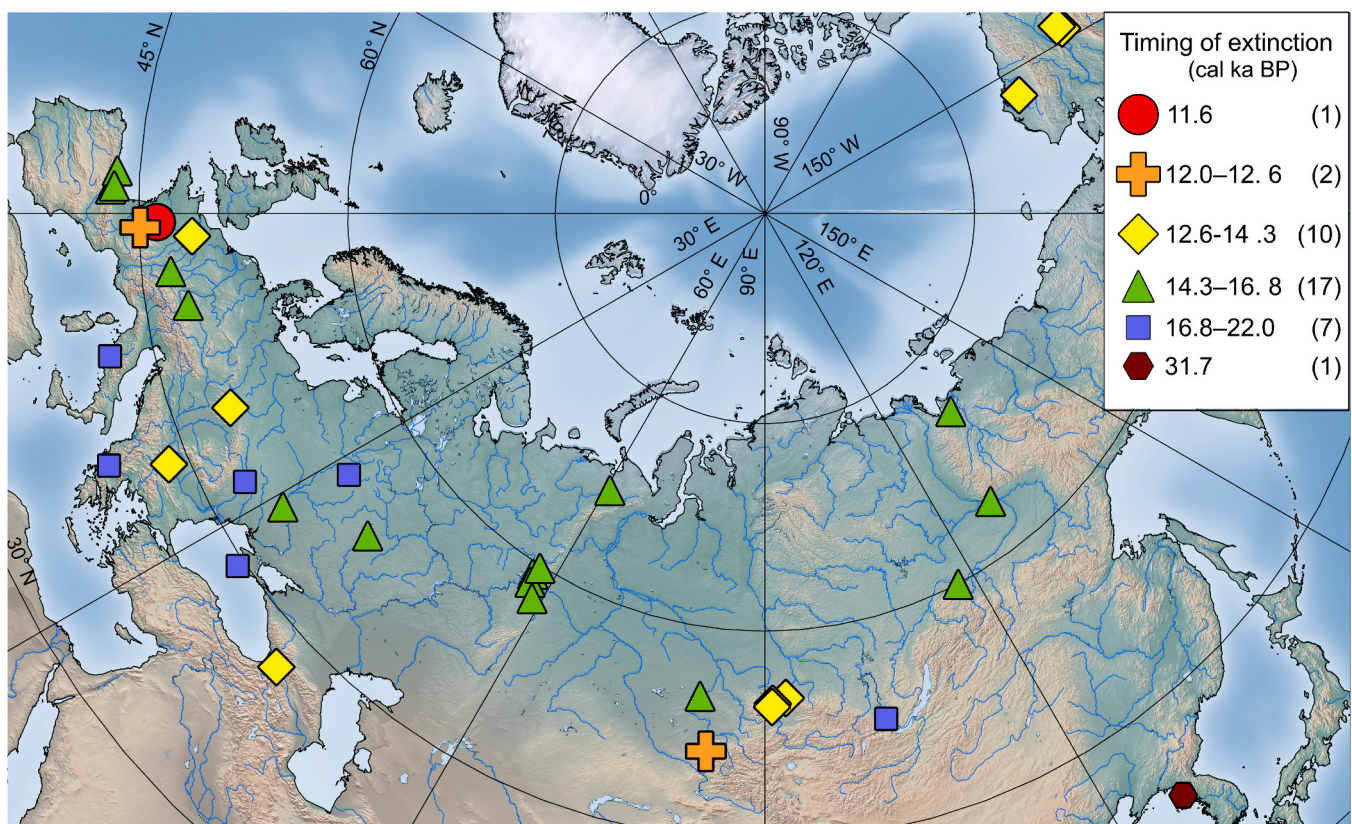 45° N
60° N
30° N
30° W
0°
90° W
150° W
30° E
60° E
90° E
120° E
150° E
Timing of extinction
(cal ka BP)
11.6 (1)
12.0–12. 6 (2)
12.6-14 .3 (10)
14.3–16. 8 (17)
16.8–22.0 (7)
31.7 (1)